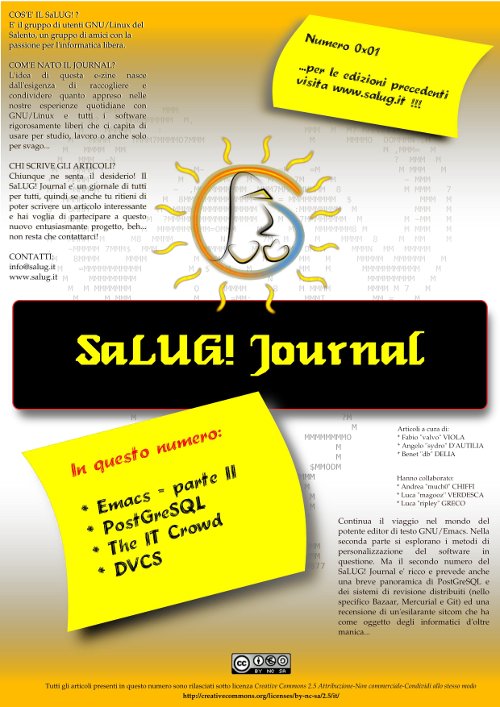 COS'E' IL SaLUG! ?
E' il gruppo di utenti GNU/Linux del
Salento, un gruppo di amici con la
passione per l'informatica libera.
COM'E NATO IL JOURNAL?
L'idea di questa e-zine nasce
dall'esigenza di raccogliere e
condividere quanto appreso nelle
nostre esperienze quotidiane con
GNU/Linux e tutti i software
rigorosamente liberi che ci capita di
usare per studio, lavoro o anche solo
per svago...
CHI SCRIVE GLI ARTICOLI?
Chiunque ne senta il desiderio! Il
SaLUG! Journal e' un giornale di tutti
per tutti, quindi se anche tu ritieni di
poter scrivere un articolo interessante
e hai voglia di partecipare a questo
nuovo entusiasmante progetto, beh...
non resta che contattarci!
CONTATTI:
info@salug.it
www.salug.it
Numero 0x01
...per le edizioni precedenti
visita www.salug.it !!!
SaLUG! Journal
In questo numero:
* Emacs - parte II
* PostGreSQL
* The IT Crowd
* DVCS
Articoli a cura di:
* Fabio "valvo" VIOLA
* Angelo "sydro" D'AUTILIA
* Benet "db" DELIA
Hanno collaborato:
* Andrea "much0" CHIFFI
* Luca "magooz" VERDESCA
* Luca "ripley" GRECO
Continua il viaggio nel mondo del
potente editor di testo GNU/Emacs. Nella
seconda parte si esplorano i metodi di
personalizzazione del software in
questione. Ma il secondo numero del
SaLUG! Journal e' ricco e prevede anche
una breve panoramica di PostGreSQL e
dei sistemi di revisione distribuiti (nello
specifico Bazaar, Mercurial e Git) ed una
recensione di un'esilarante sitcom che ha
come oggetto degli informatici d'oltre
manica...
BY NC SA
Tutti gli articoli presenti in questo numero sono rilasciati sotto licenza Creative Commons 2.5 Attribuzione-Non commerciale-Condividi allo stesso modo
http://creativecommons.org/licenses/by-nc-sa/2.5/it/